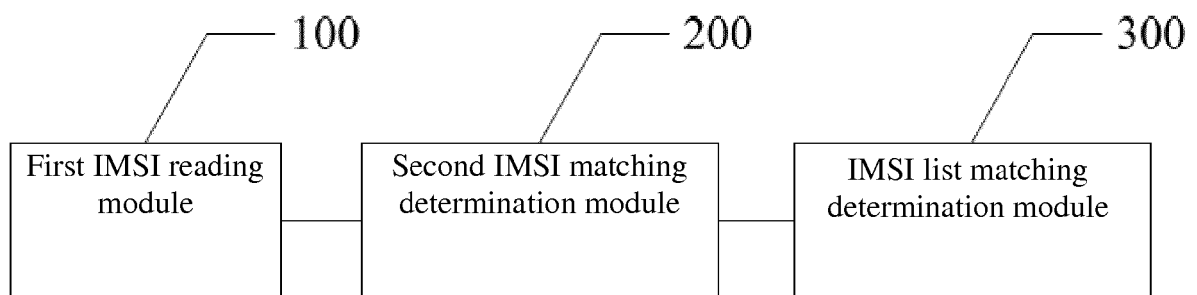 100
200
300
First IMSI reading
module
Second IMSI matching
determination module
IMSI list matching
determination module